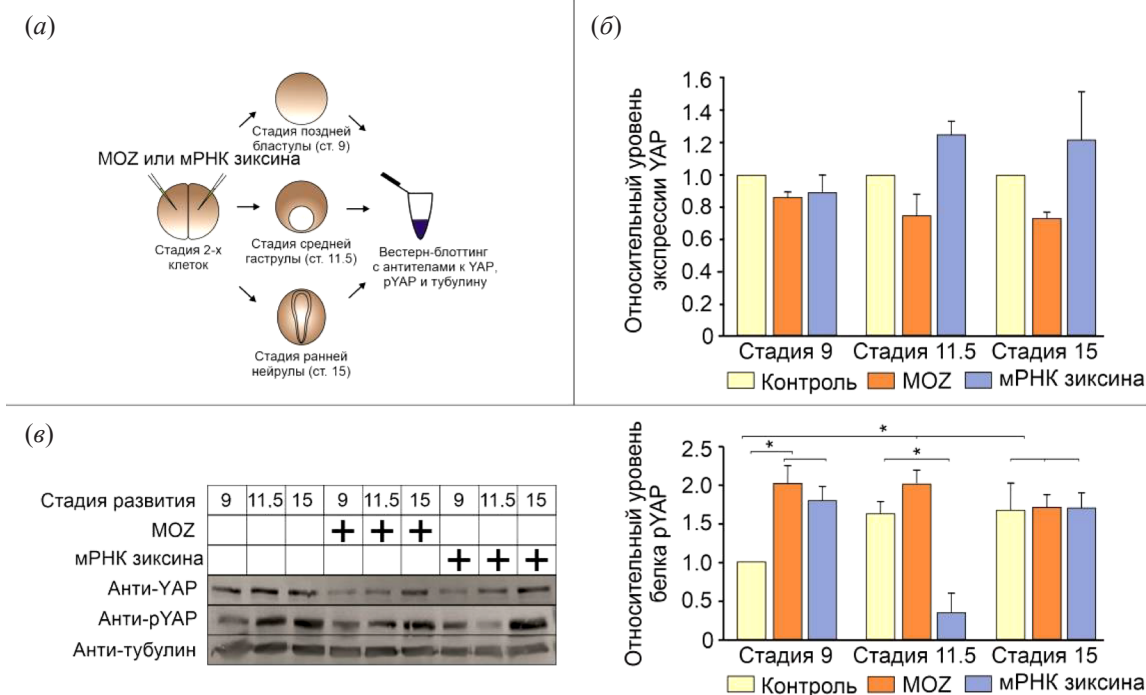 (а)
Стадия поздней
бластулы (ст. 9)
MOZ или мРНК зиксина
Стадия 2-х
клеток
Стадия средней
гаструлы (ст. 11.5)
Вестерн-блоттинг
с антителами к YAP,
pYAP и тубулину
Стадия ранней
нейрулы (ст. 15)
(б)
Относительный уровень
экспрессии YAP
1.6
1.4
1.2
1.0
0.8
0.6
0.4
0.2
0
Стадия 9 Стадия 11.5 Стадия 15
Контроль MOZ мРНК зиксина
(в)
Стадия развития 9 11.5 15 9 11.5 15 9 11.5 15
MOZ + + +
мРНК зиксина + + +
Анти-YAP
Анти-pYAP
Анти-тубулин
Относительный уровень
белка pYAP
2.5
2.0
1.5
1.0
0.5
0
* * *
Стадия 9 Стадия 11.5 Стадия 15
Контроль MOZ мРНК зиксина